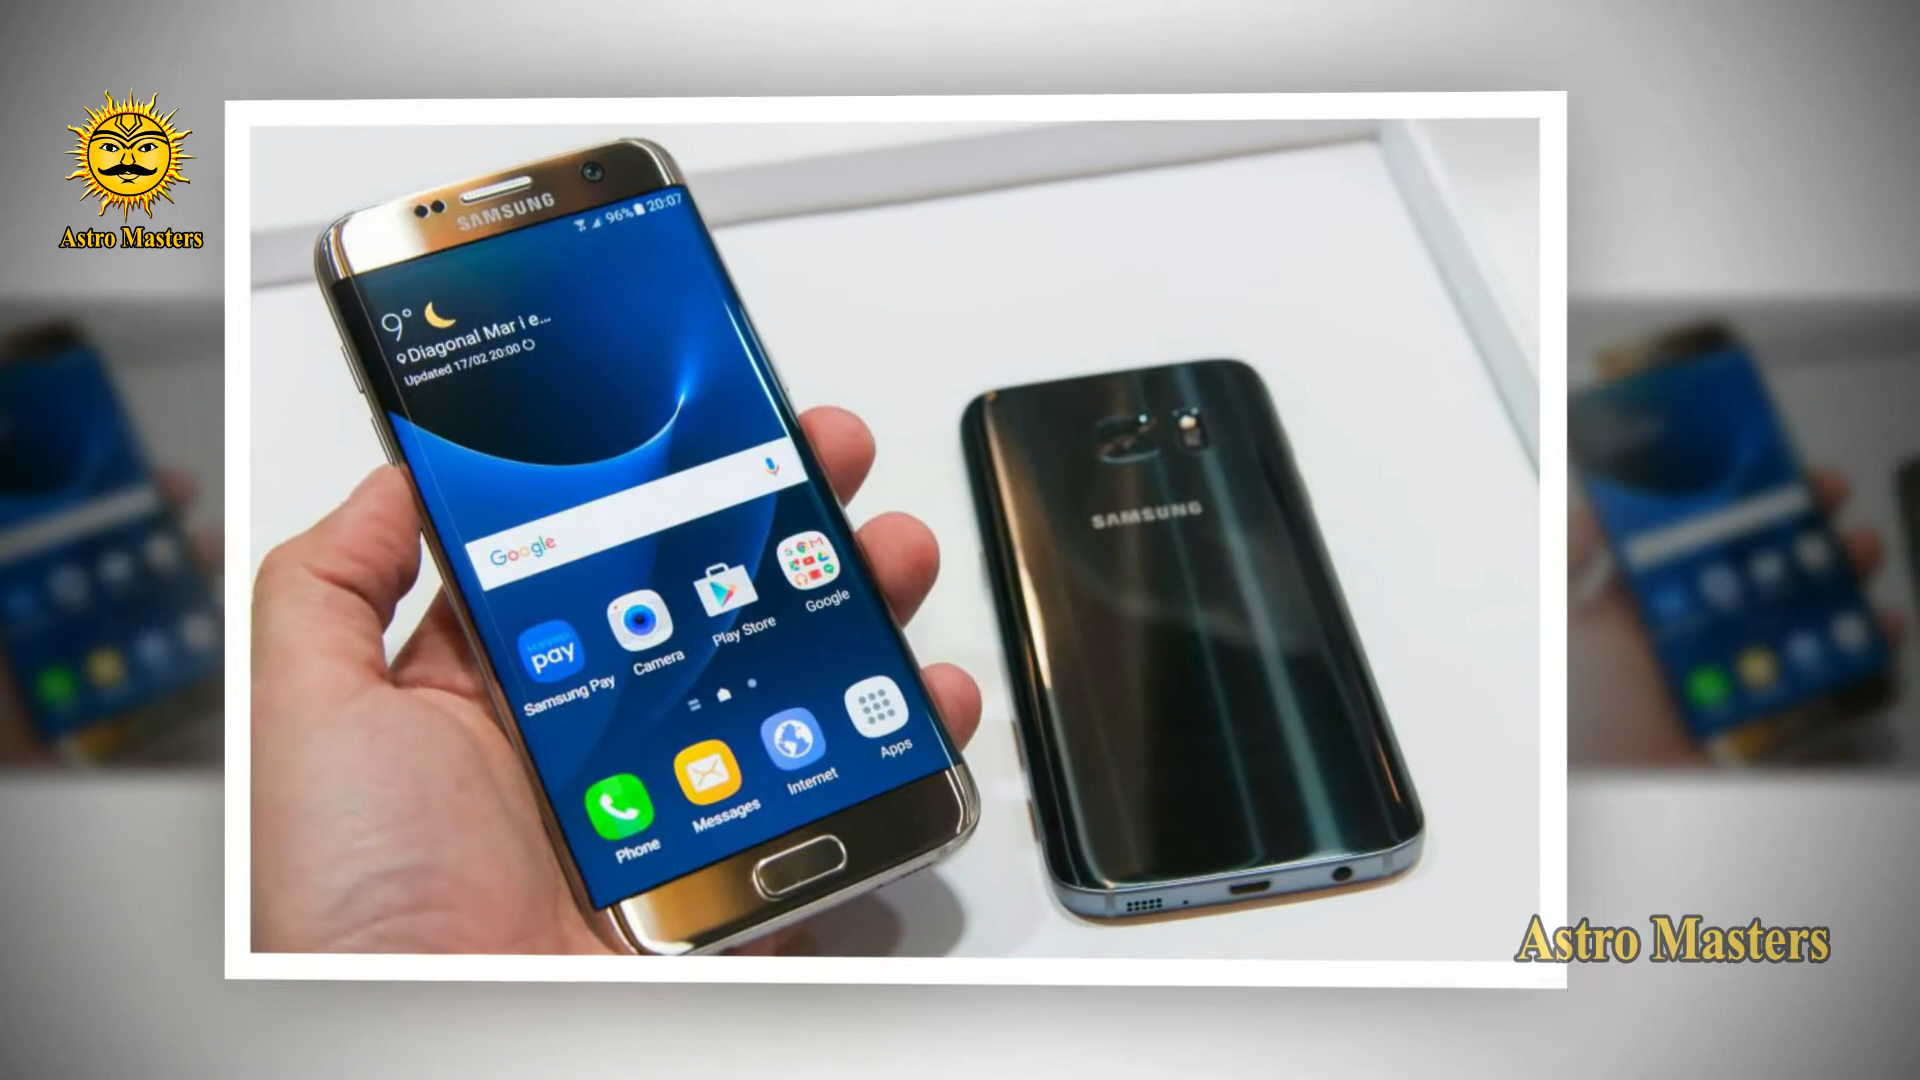 Astro Masters
SAMSUNG
96% 20:07
9°
Diagonal Mar i e...
Updated 17/02 20:00
Google
pay
Samsung Pay
Camera
Play Store
Google
Phone
Messages
Internet
Apps
SAMSUNG
Astro Masters